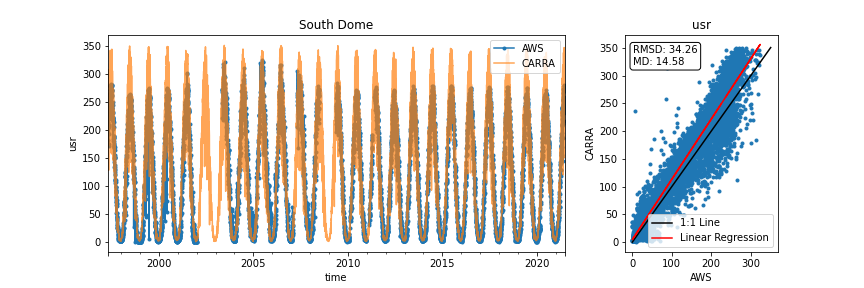 South Dome
usr
350
300
250
200
150
100
50
0
usr
AWS
CARRA
2000
2005
2010
2015
2020
time
usr
350
300
250
200
150
100
50
0
CARRA
RMSD: 34.26
MD: 14.58
1:1 Line
Linear Regression
0
100
200
300
AWS